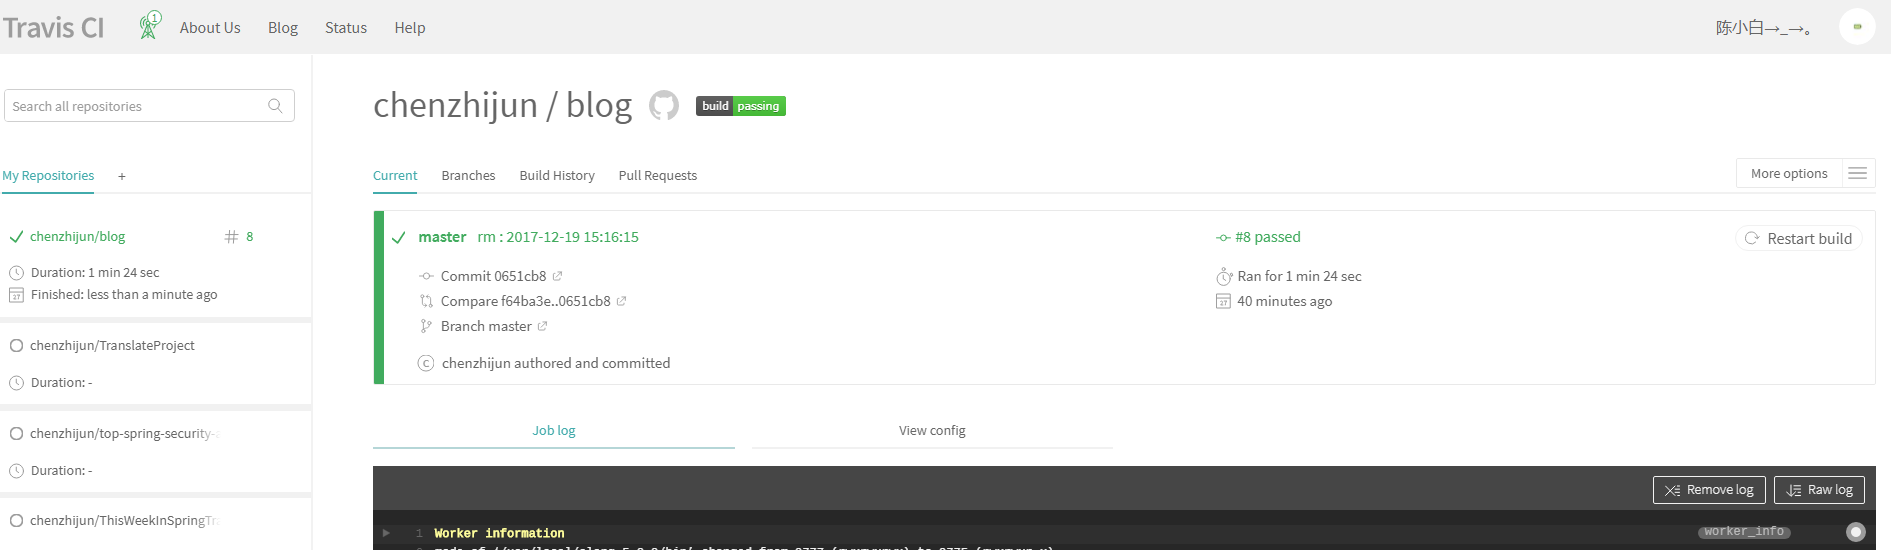 Travis CI
1
About Us
Blog
Status
Help
陈小白→_→。
Search all repositories
My Repositories
+
chenzhijun/blog
# 8
Duration: 1 min 24 sec
27
Finished: less than a minute ago
chenzhijun/TranslateProject
Duration: -
chenzhijun/top-spring-security-
Duration: -
chenzhijun/ThisWeekInSpringTr
chenzhijun / blog
build passing
Current
Branches
Build History
Pull Requests
More options
master rm : 2017-12-19 15:16:15
#8 passed
Restart build
Commit 0651cb8
Ran for 1 min 24 sec
Compare f64ba3e..0651cb8
27
40 minutes ago
Branch master
C
chenzhijun authored and committed
Job log
View config
Remove log
Raw log
1 Worker information
worker_info